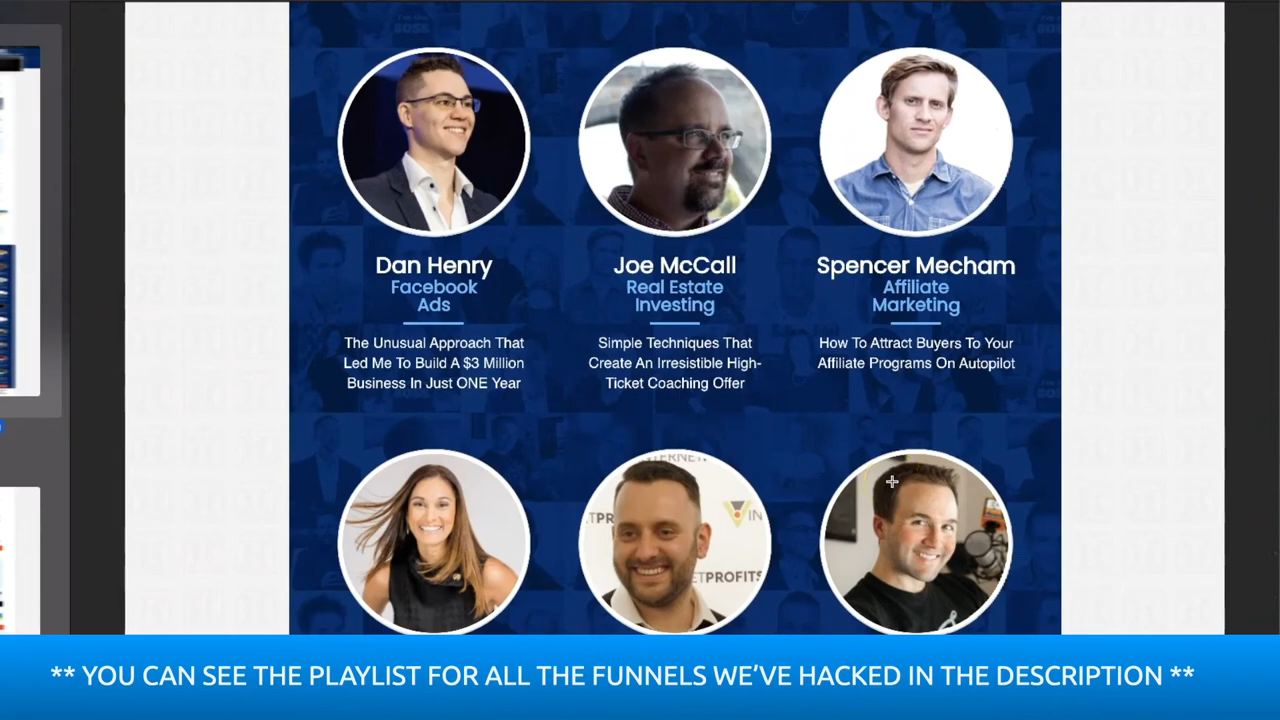 Dan Henry
Facebook
Ads
The Unusual Approach That
Led Me To Build A $3 Million
Business In Just ONE Year
Joe McCall
Real Estate
Investing
Simple Techniques That
Create An Irresistible High-
Ticket Coaching Offer
Spencer Mecham
Affiliate
Marketing
How To Attract Buyers To Your
Affiliate Programs On Autopilot
** YOU CAN SEE THE PLAYLIST FOR ALL THE FUNNELS WE'VE HACKED IN THE DESCRIPTION **